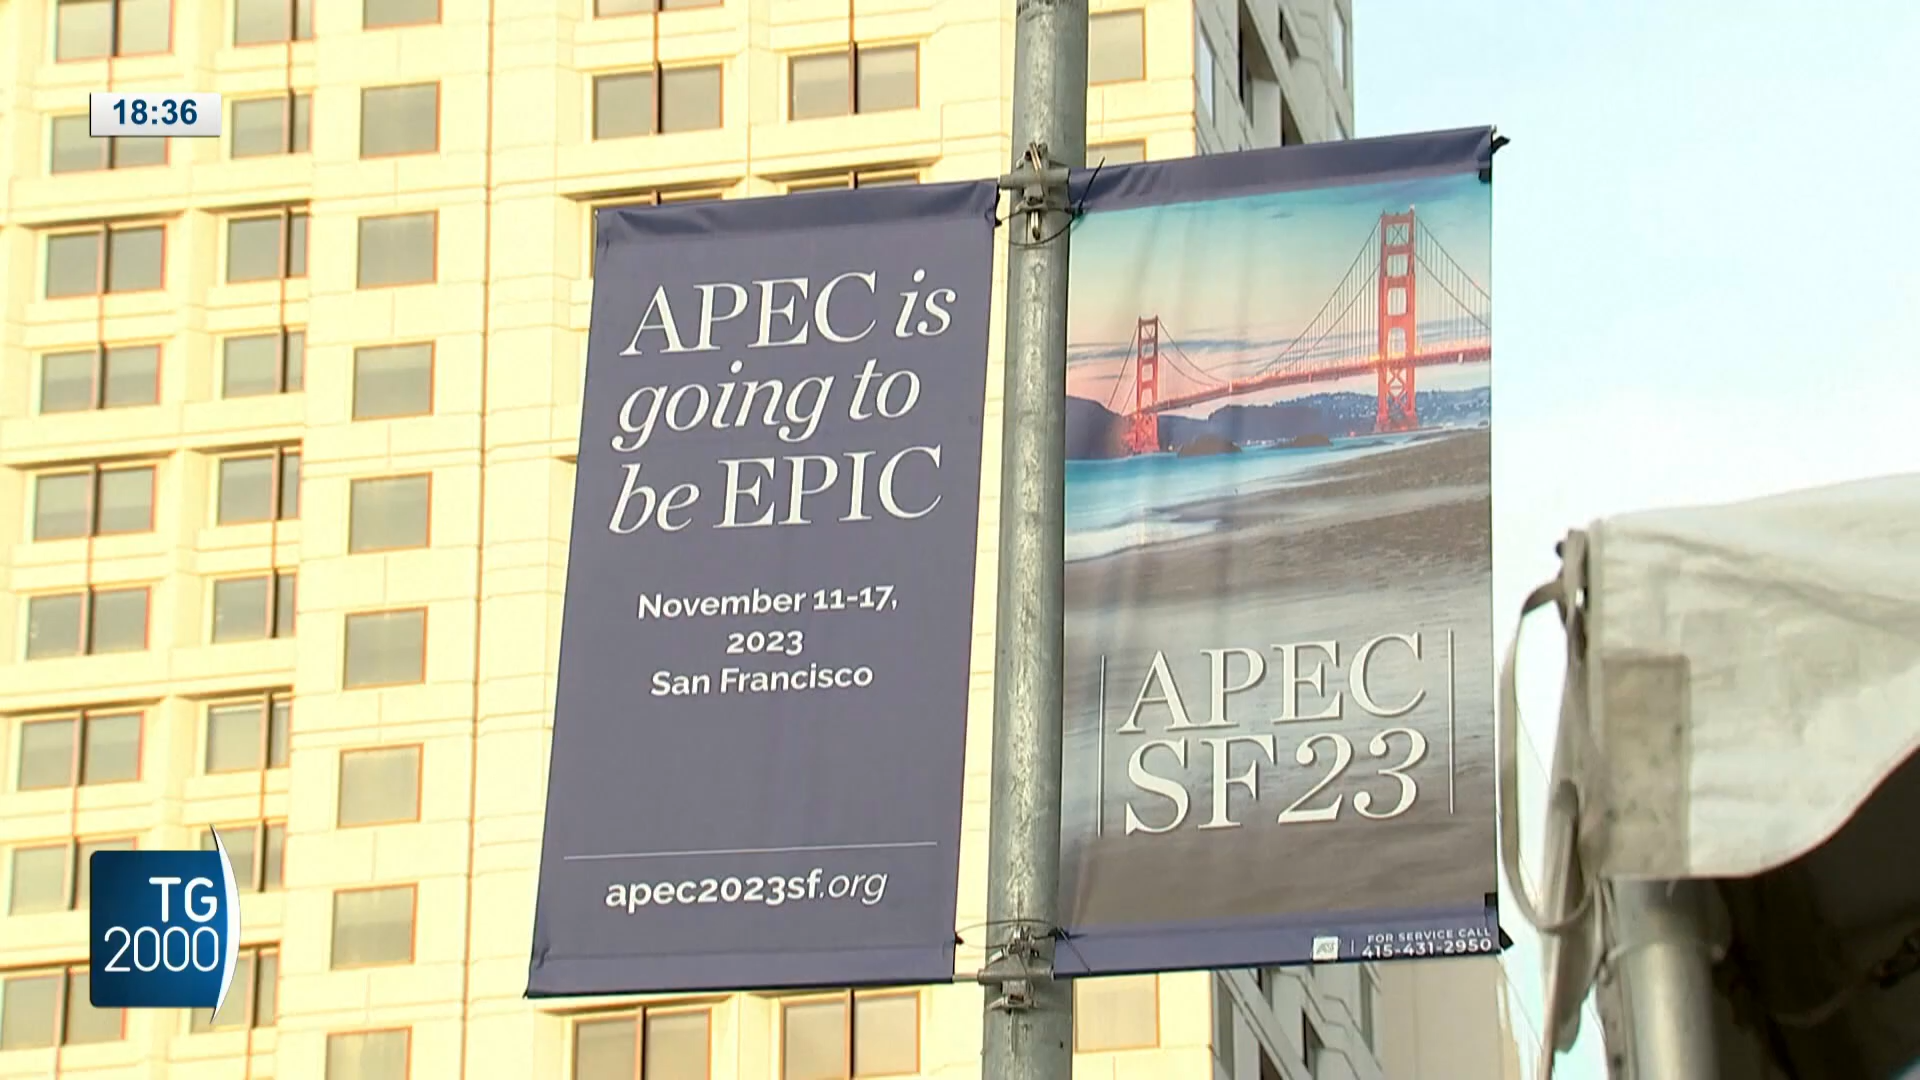 18:36
APEC is
going to
be EPIC
November 11-17,
2023
San Francisco
apec2023sf.org
APEC
SF23
FOR SERVICE CALL
415-431-2950
TG
2000